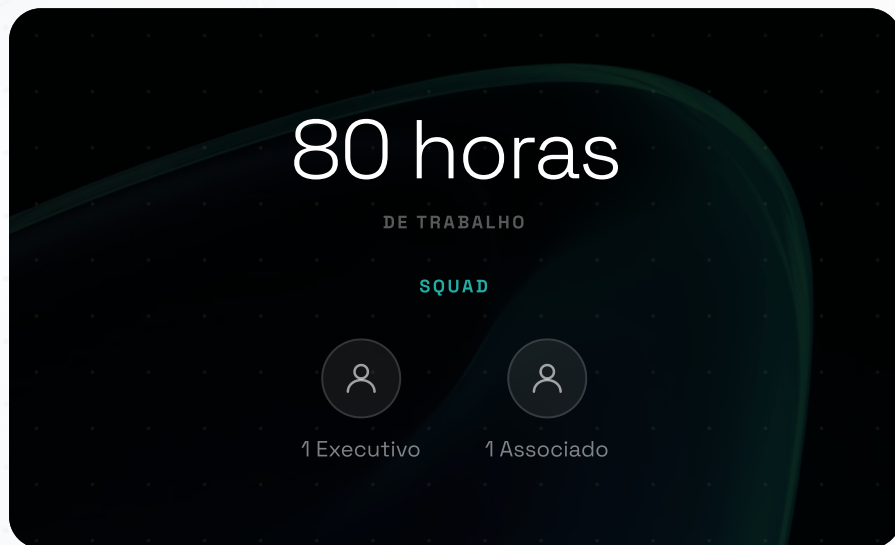 80 horas
DE TRABALHO
SQUAD
1 Executivo
1 Associado